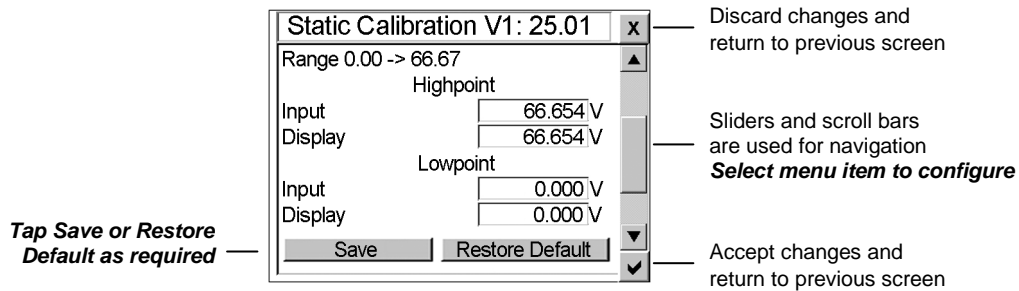 Static Calibration V1: 25.01
X
Discard changes and
return to previous screen
Range 0.00 -> 66.67
Highpoint
Input 66.654 V
Display 66.654 V
Lowpoint
Input 0.000 V
Display 0.000 V
Save Restore Default
Sliders and scroll bars
are used for navigation
Select menu item to configure
Tap Save or Restore
Default as required
Accept changes and
return to previous screen